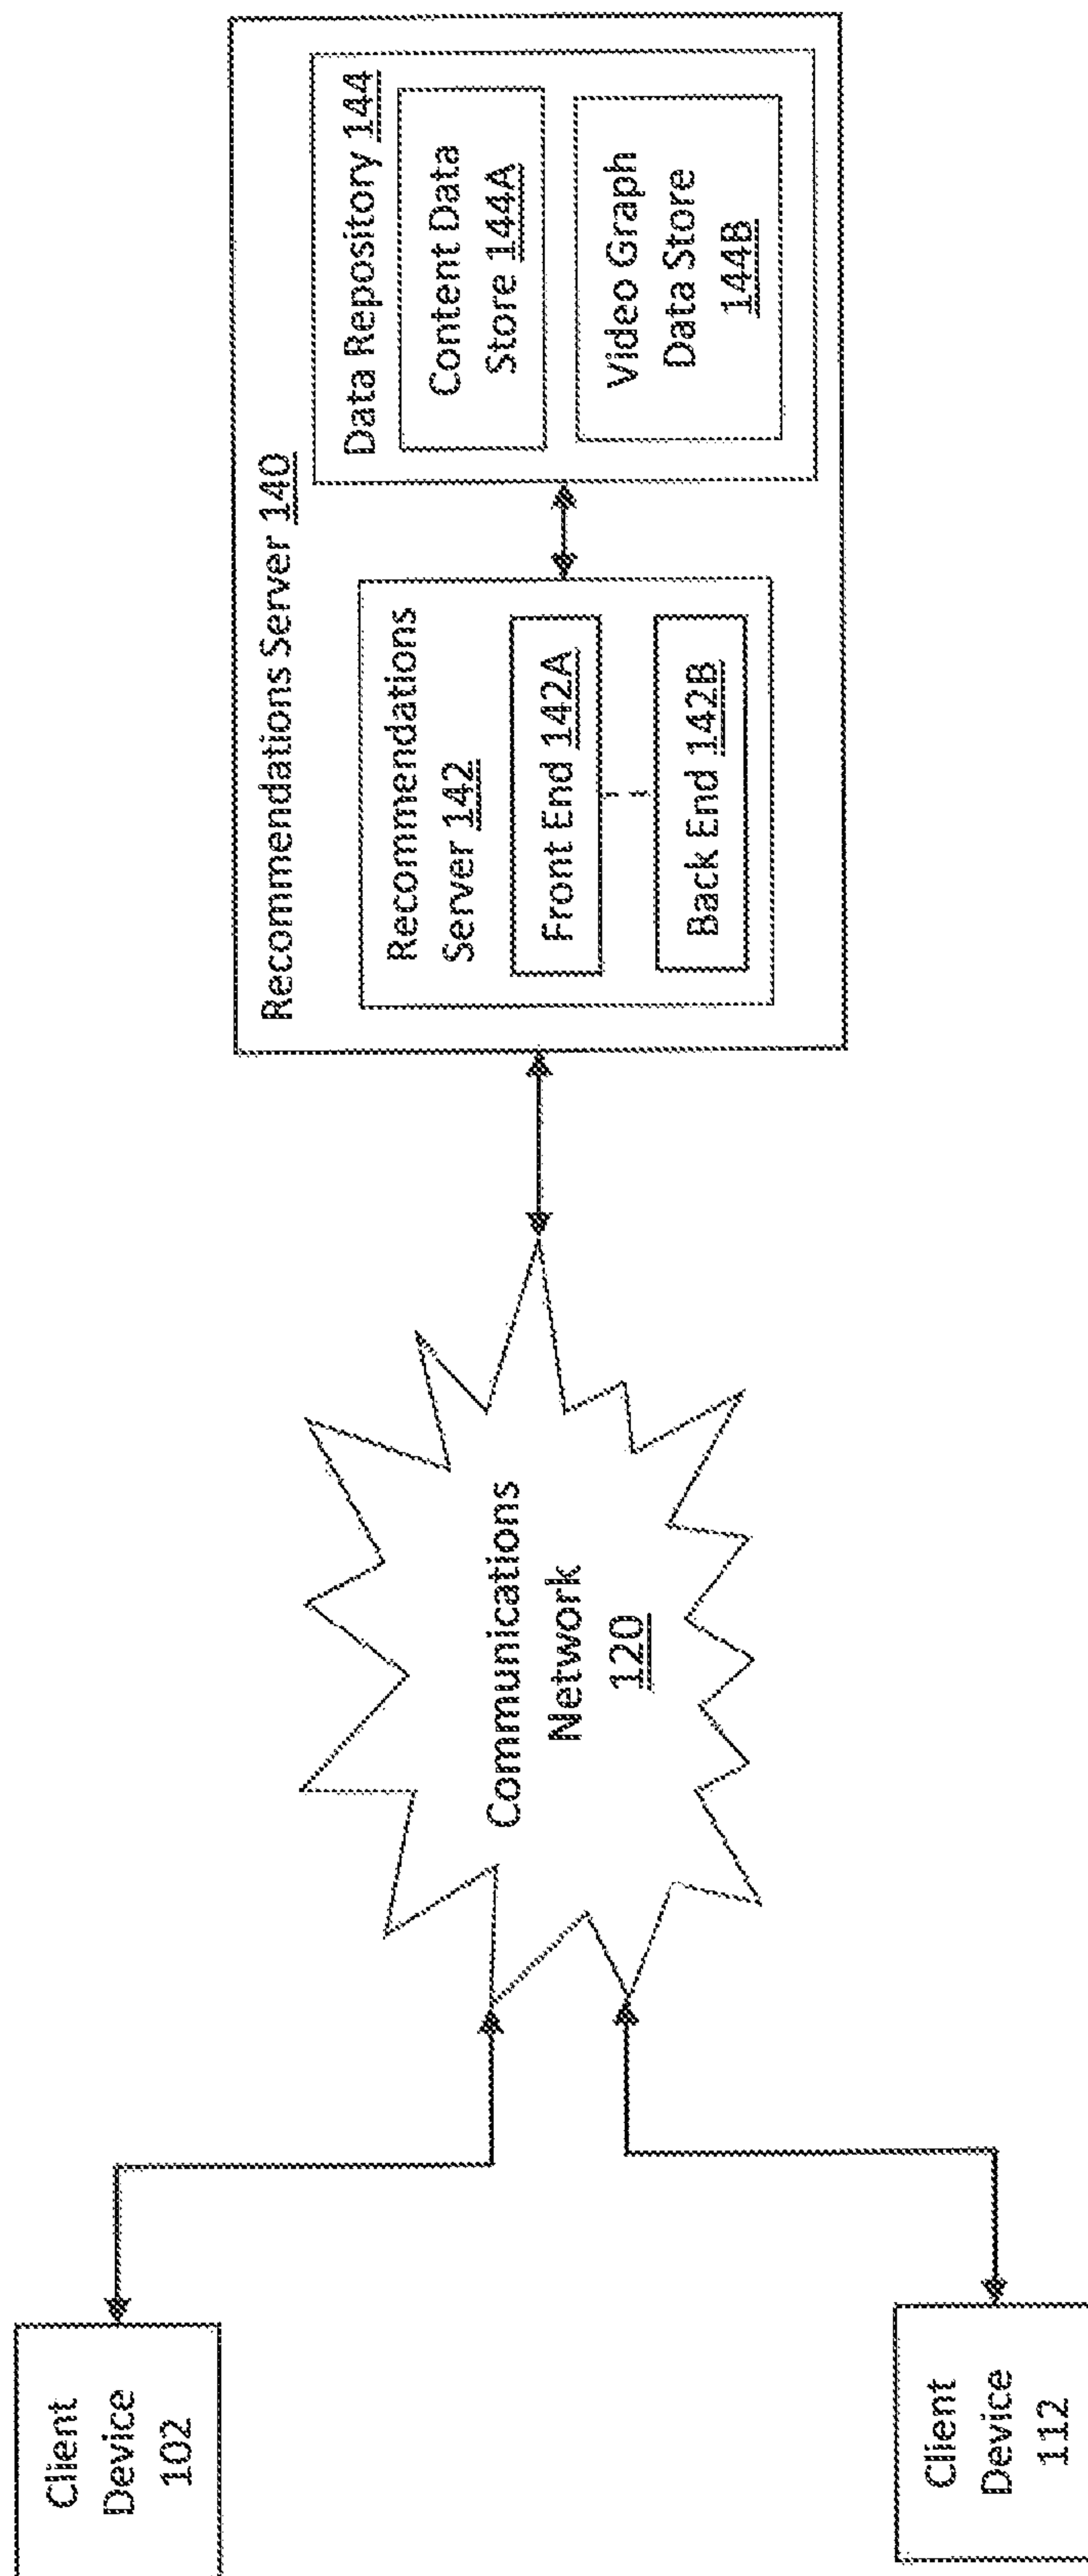 Client
Device
102
Client
Device
112
Communications
Network
120
Recommendations Server 140
Recommendations
Server 142
Front End 142A
Back End 142B
Data Repository 144
Content Data
Store 144A
Video Graph
Data Store
144B